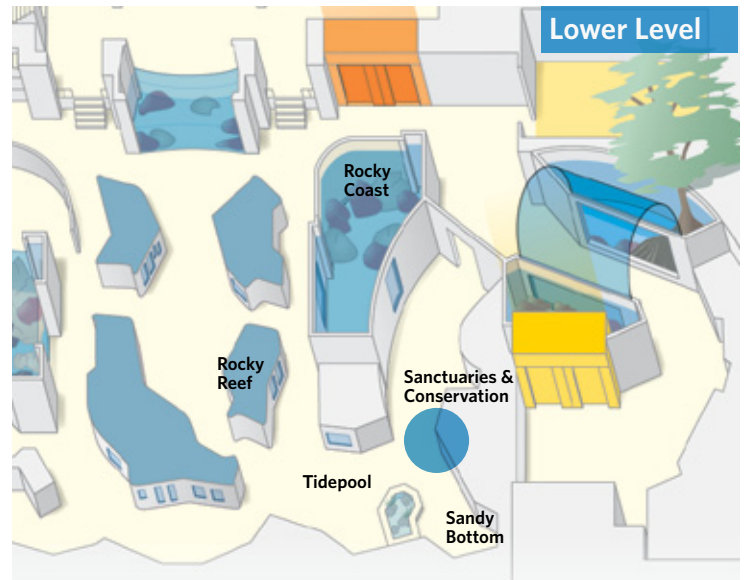 Lower Level
Rocky
Coast
Rocky
Reef
Sanctuaries &
Conservation
Tidepool
Sandy
Bottom